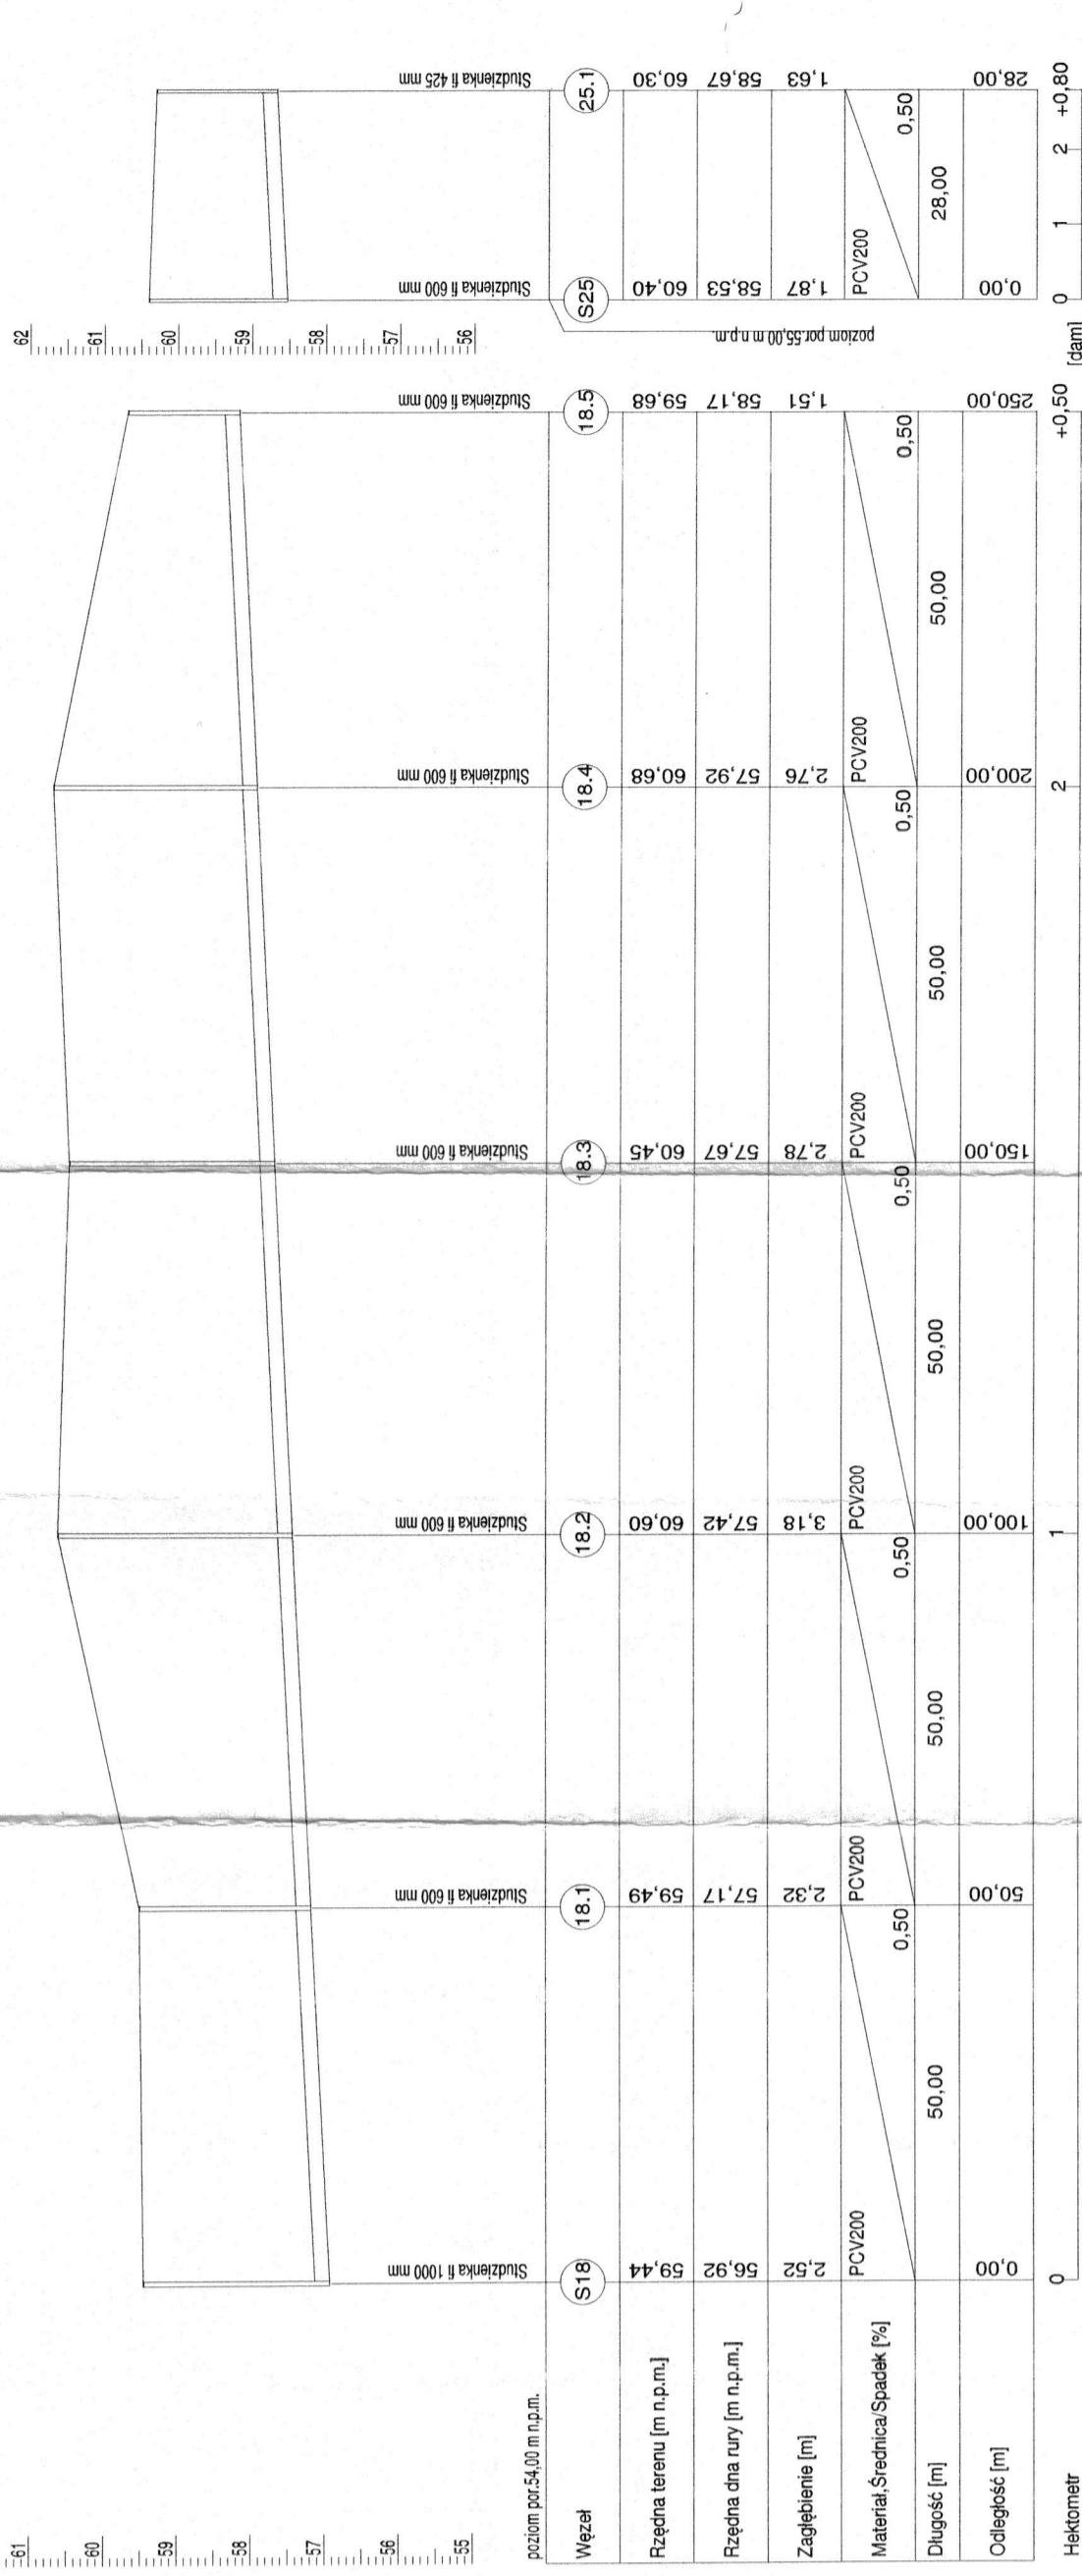 61
60
59
58
57
56
55
62
61
60
59
58
57
56
Studzienka fi 1000 mm
Studzienka fi 600 mm
Studzienka fi 600 mm
Studzienka fi 600 mm
Studzienka fi 600 mm
Studzienka fi 600 mm
Studzienka fi 600 mm
Studzienka fi 425 mm
poziom por.54,00 m n.p.m.
poziom por.55,00 m n.p.m.
Węzeł S18 18.1 18.2 18.3 18.4 18.5 S25 25.1
Rzędna terenu [m n.p.m.] 59,44 59,49 60,60 60,45 60,68 59,68 60,40 60,30
Rzędna dna rury [m n.p.m.] 56,92 57,17 57,42 57,67 57,92 58,17 58,53 58,67
Zagłębienie [m] 2,52 2,32 3,18 2,78 2,76 1,51 1,87 1,63
Materiał,Średnica/Spadek [%] PCV200 0,50 PCV200 0,50 PCV200 0,50 PCV200 0,50 PCV200 0,50 PCV200 0,50
Długość [m] 50,00 50,00 50,00 50,00 50,00 28,00
Odległość [m] 0,00 50,00 100,00 150,00 200,00 250,00 0,00 28,00
Hektometr 0 1 2 +0,50 [dam] 0 1 2 +0,80